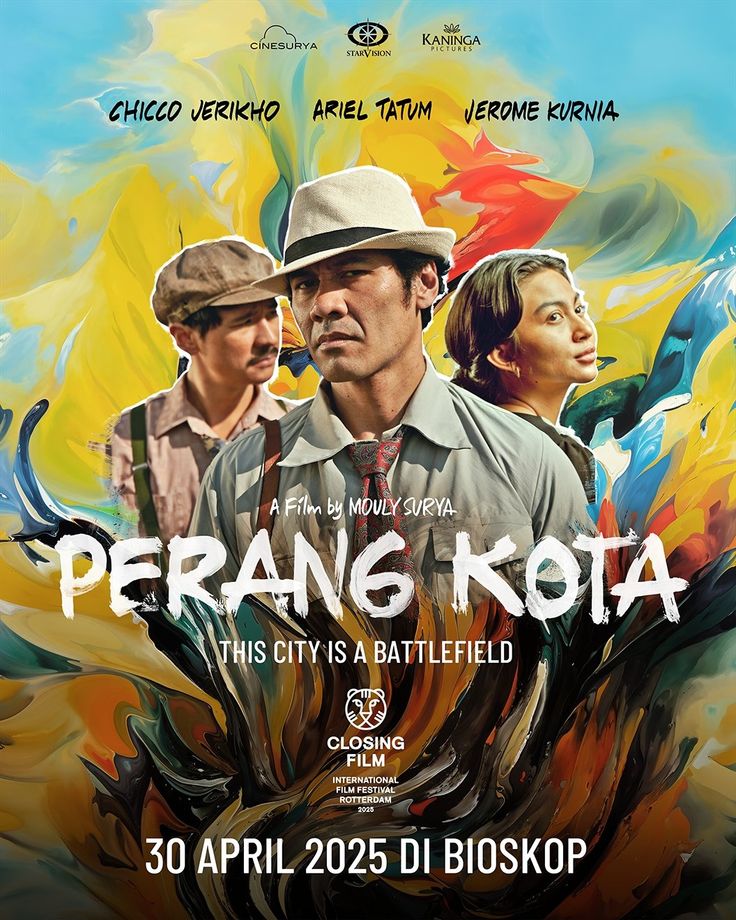 CINESURYA
STARVISION
KANINGA
PICTURES
CHICCO JERIKHO ARIEL TATUM JEROME KURNIA
A Film by MOULY SURYA
PERANG KOTA
THIS CITY IS A BATTLEFIELD
CLOSING
FILM
INTERNATIONAL
FILM FESTIVAL
ROTTERDAM
2025
30 APRIL 2025 DI BIOSKOP